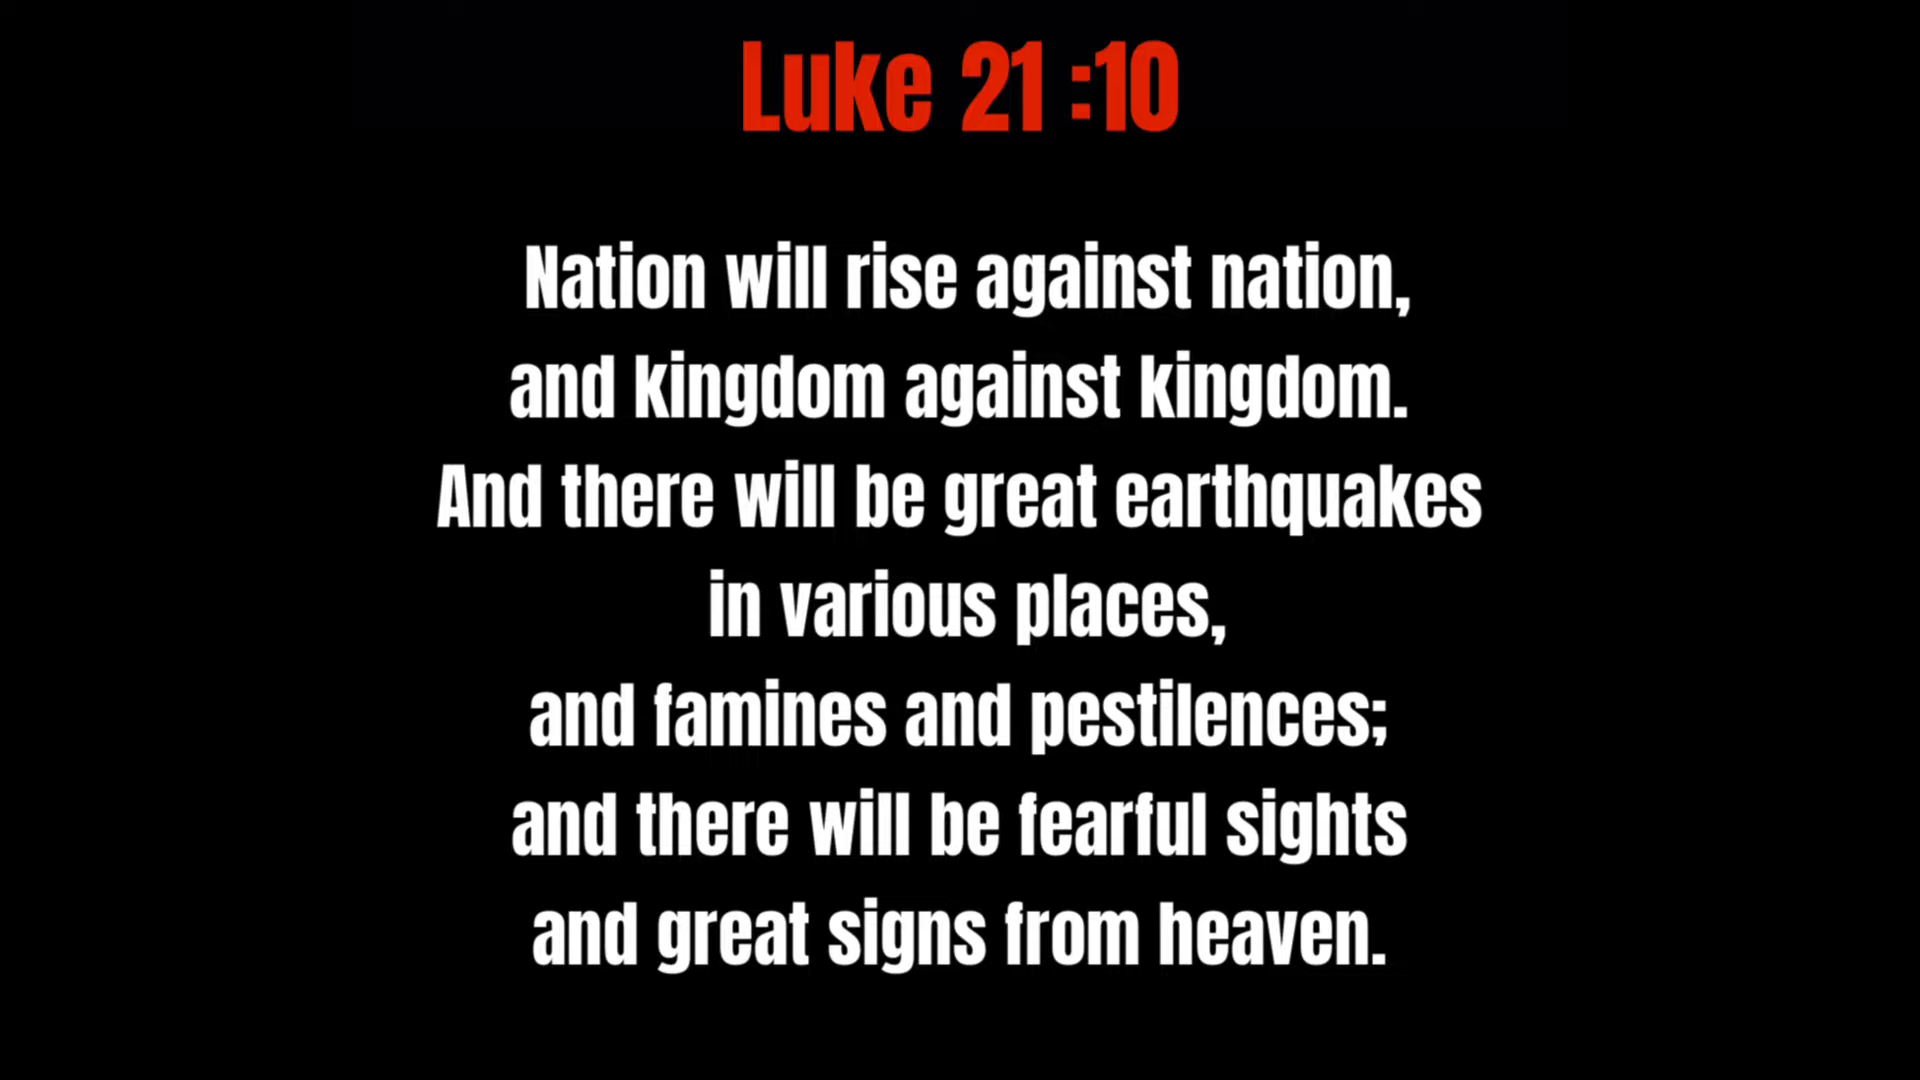 Luke 21 :10
Nation will rise against nation,
and kingdom against kingdom.
And there will be great earthquakes
in various places,
and famines and pestilences;
and there will be fearful sights
and great signs from heaven.